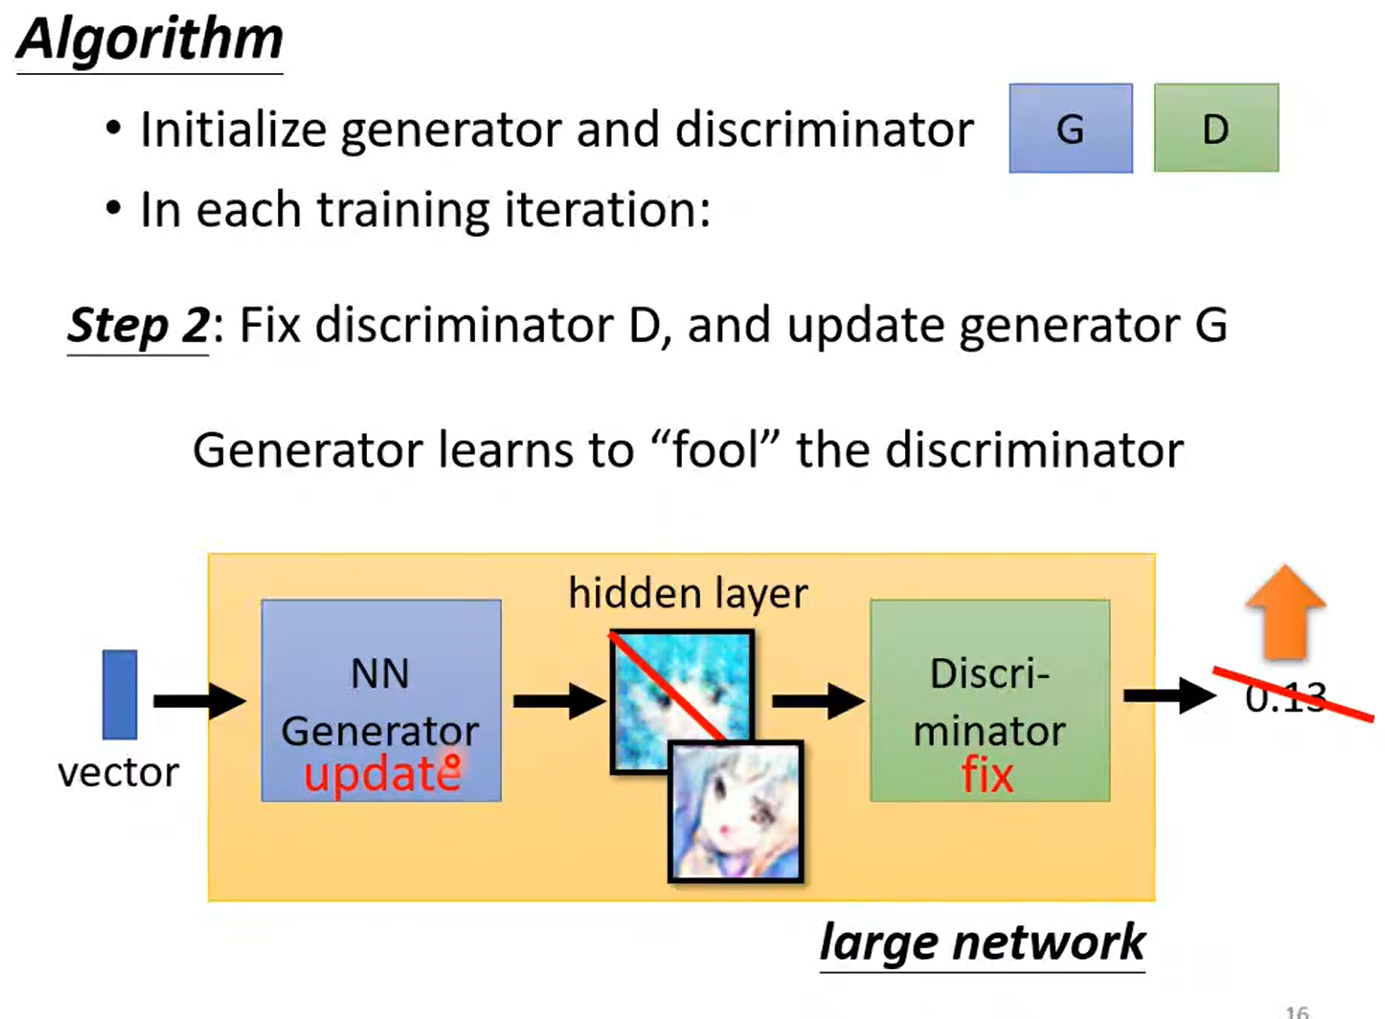 Algorithm
• Initialize generator and discriminator
G
D
• In each training iteration:
Step 2: Fix discriminator D, and update generator G
Generator learns to “fool” the discriminator
hidden layer
NN
Generator
update
Discri-
minator
fix
0.13
vector
large network
16